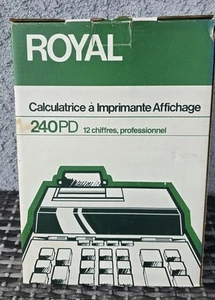 ROYAL
Calculatrice à Imprimante Affichage
240PD 12 chiffres, professionnel